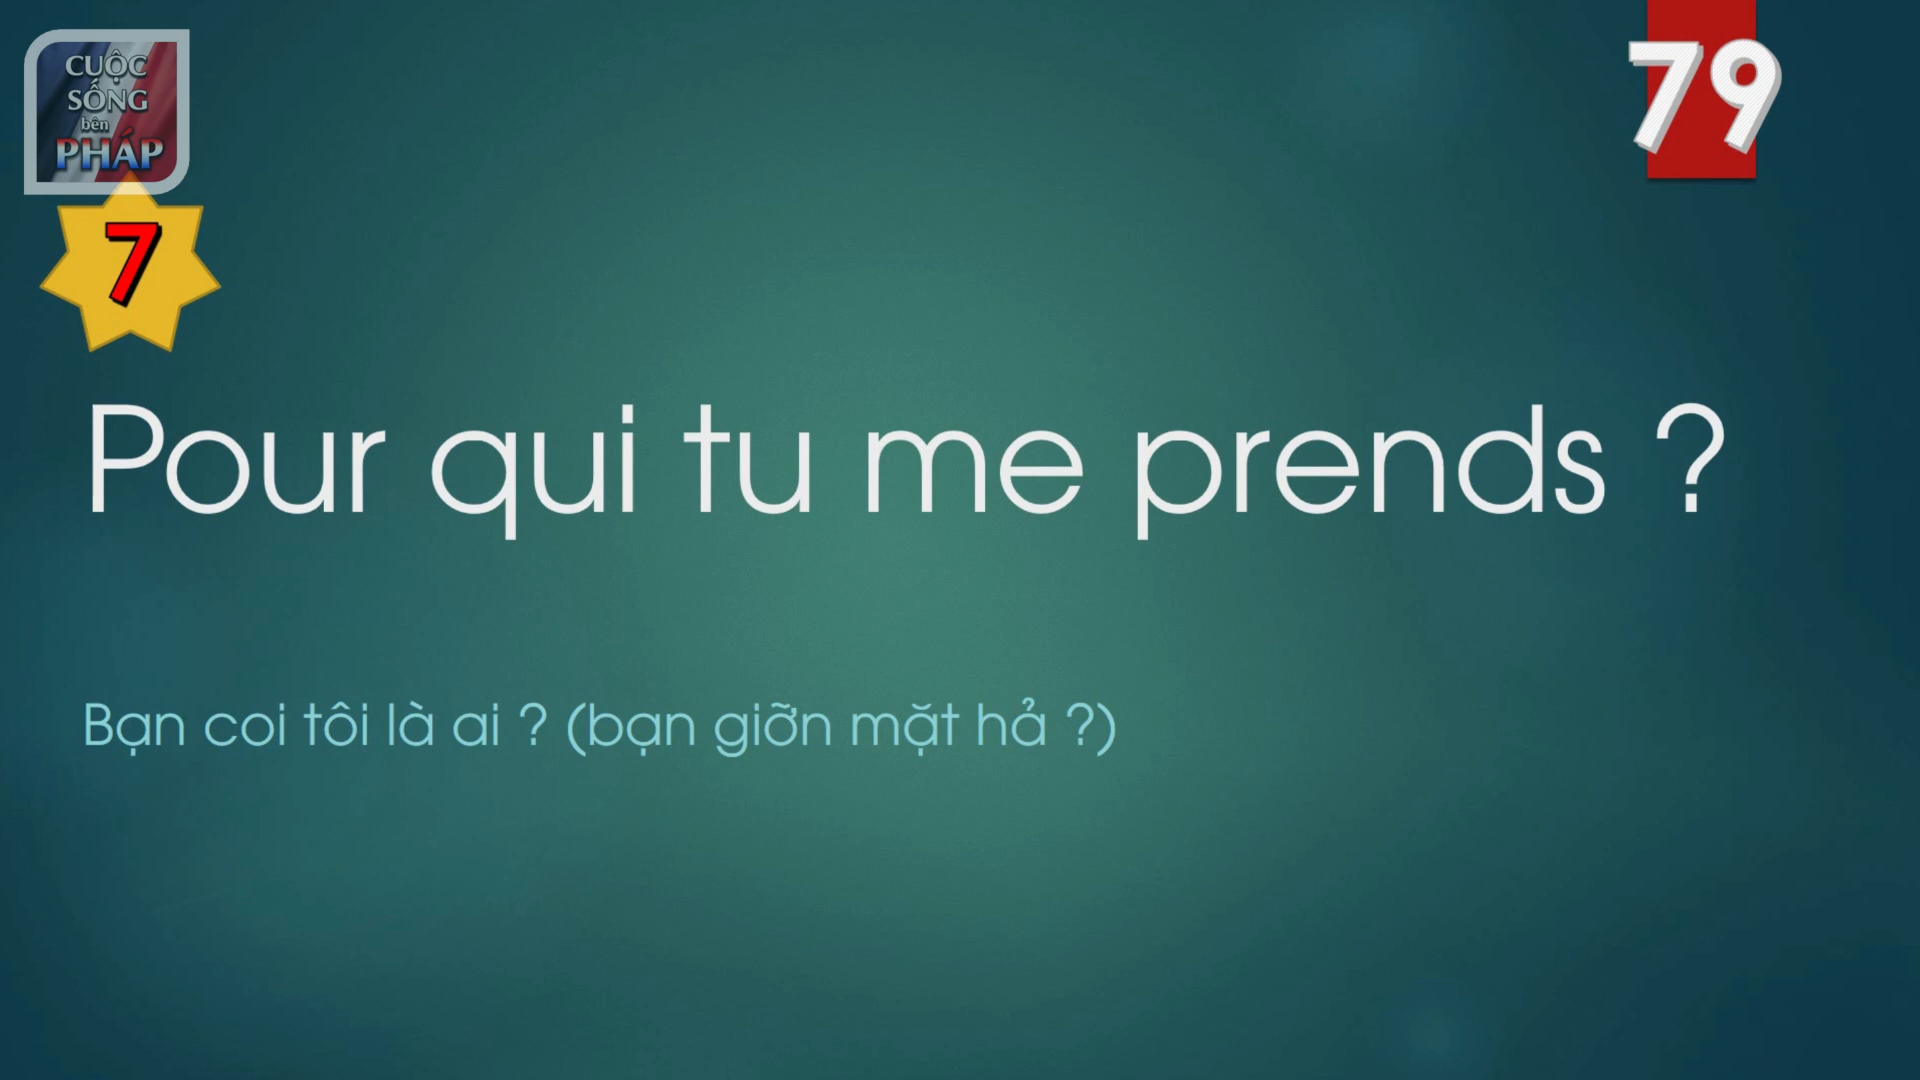 CUỘC
SỐNG
bên
PHÁP
79
7
Pour qui tu me prends ?
Bạn coi tôi là ai ? (bạn giỡn mặt hả ?)